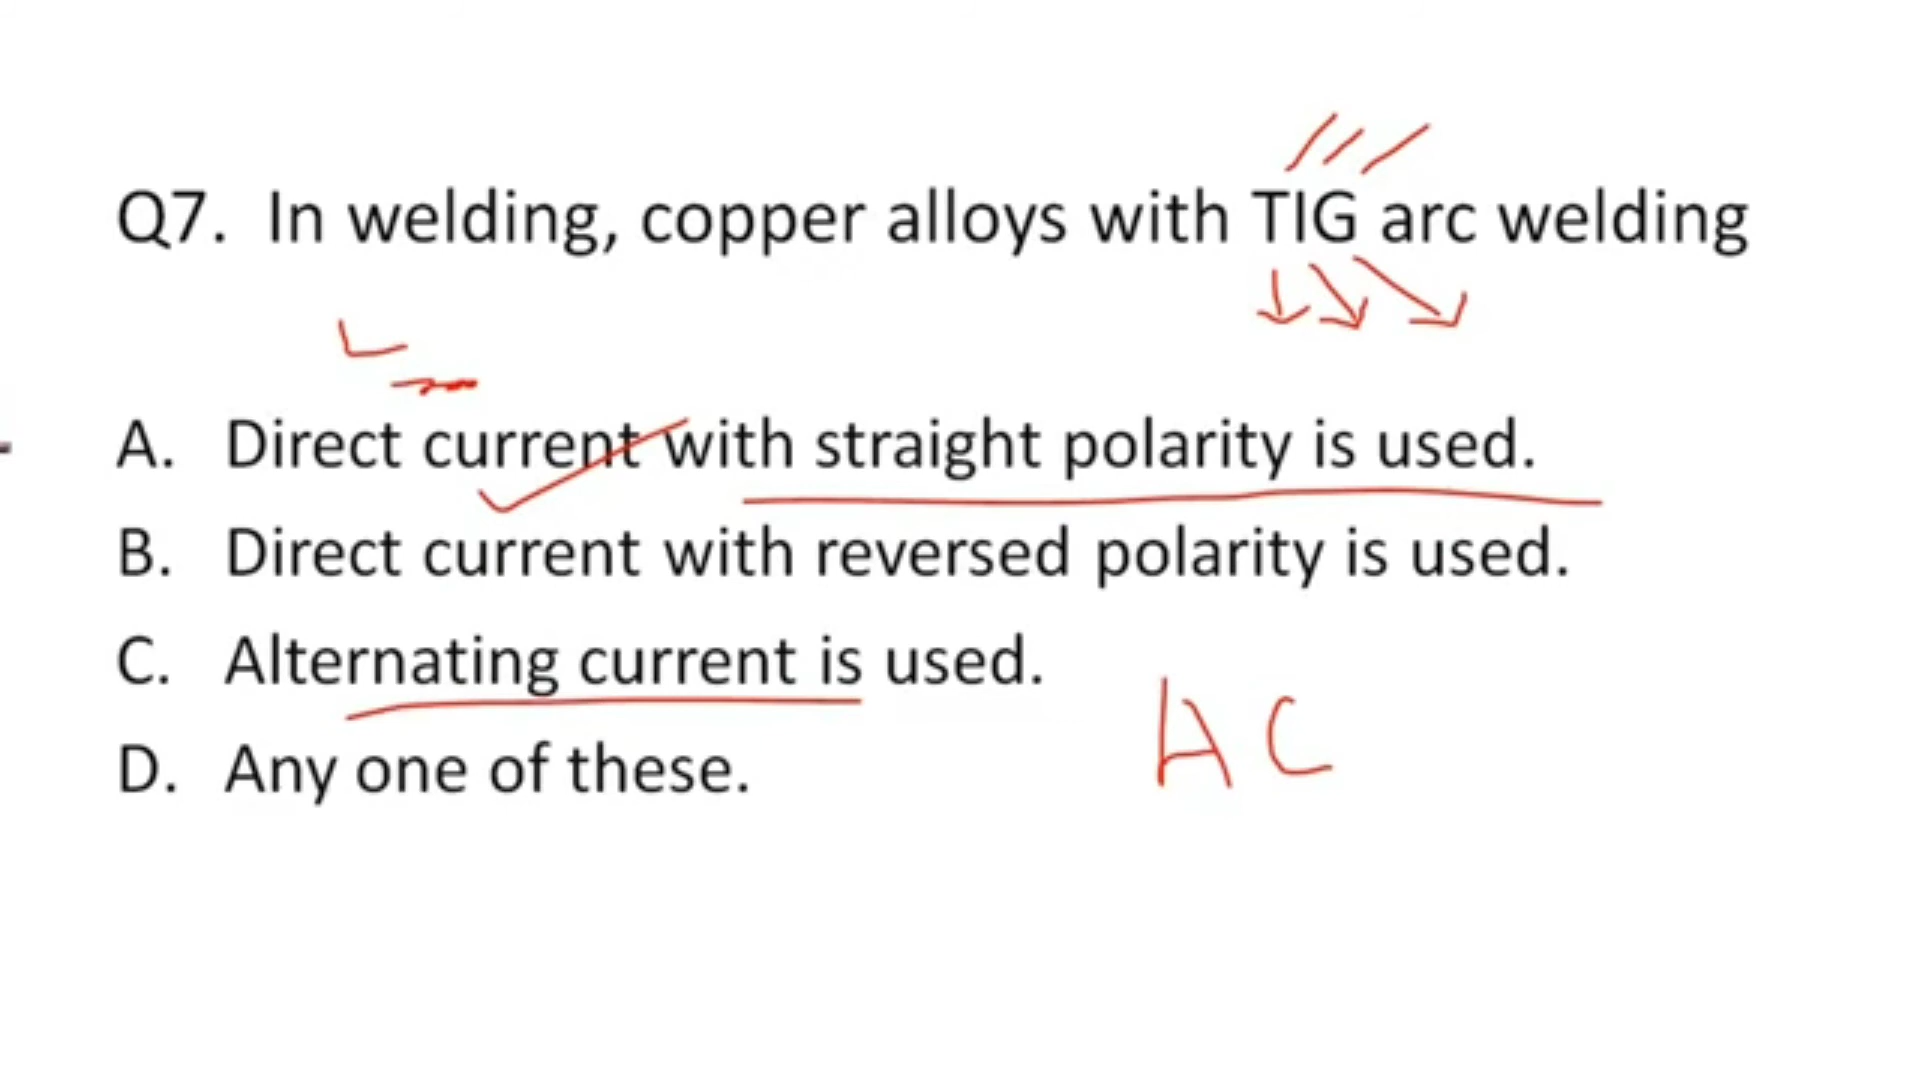 Q7. In welding, copper alloys with TIG arc welding
A. Direct current with straight polarity is used.
B. Direct current with reversed polarity is used.
C. Alternating current is used.
AC
D. Any one of these.